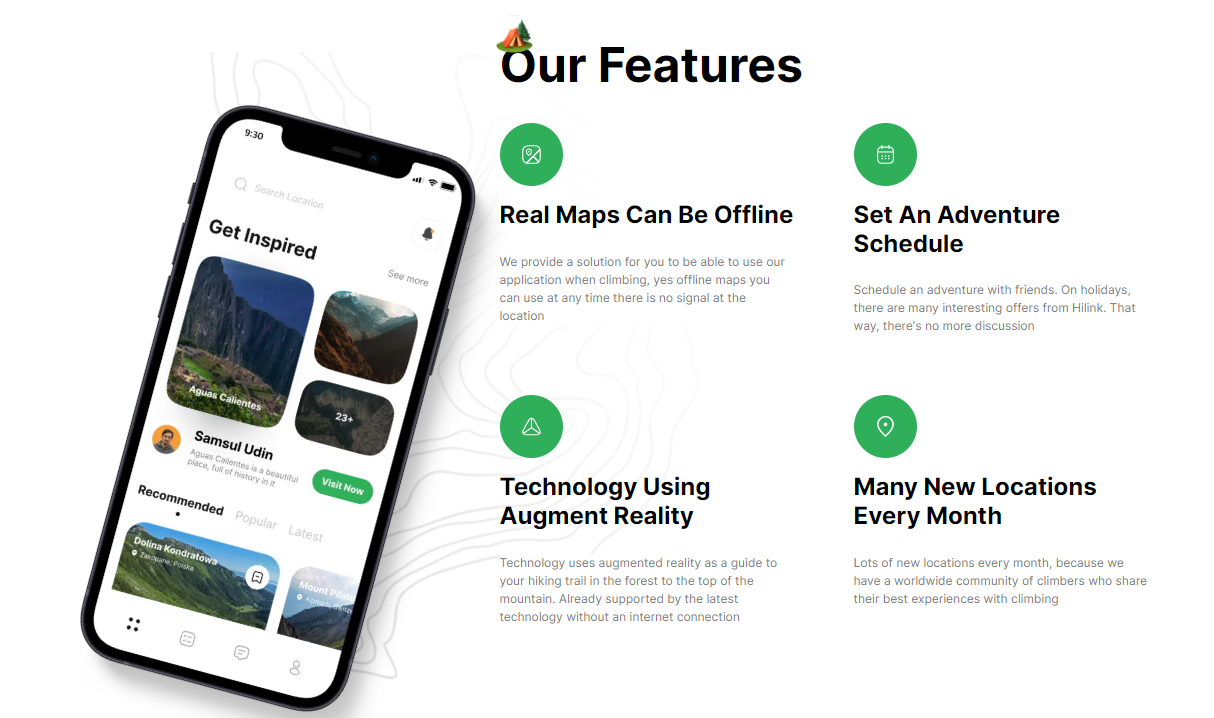 Our Features
9:30
Search Location
Get Inspired
See more
Aguas Calientes
23+
Samsul Udin
Aguas Calientes is a beautiful
place, full of history in it
Visit Now
Recommended
Popular
Latest
Dolina Kondratowa
Zakopane, Polska
Mount Pilatus
Real Maps Can Be Offline
We provide a solution for you to be able to use our
application when climbing, yes offline maps you
can use at any time there is no signal at the
location
Set An Adventure
Schedule
Schedule an adventure with friends. On holidays,
there are many interesting offers from Hilink. That
way, there's no more discussion
Technology Using
Augment Reality
Technology uses augmented reality as a guide to
your hiking trail in the forest to the top of the
mountain. Already supported by the latest
technology without an internet connection
Many New Locations
Every Month
Lots of new locations every month, because we
have a worldwide community of climbers who share
their best experiences with climbing